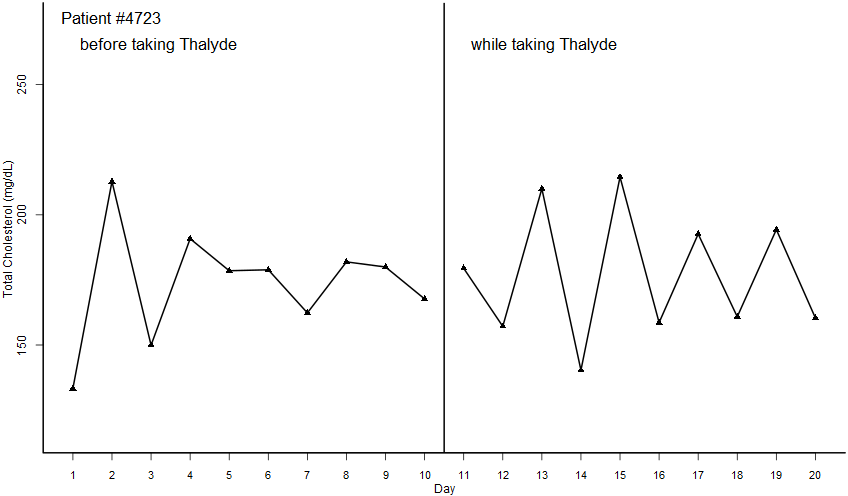 Patient #4723
before taking Thalyde
while taking Thalyde
Total Cholesterol (mg/dL)
250
200
150
1 2 3 4 5 6 7 8 9 10 11 12 13 14 15 16 17 18 19 20
Day